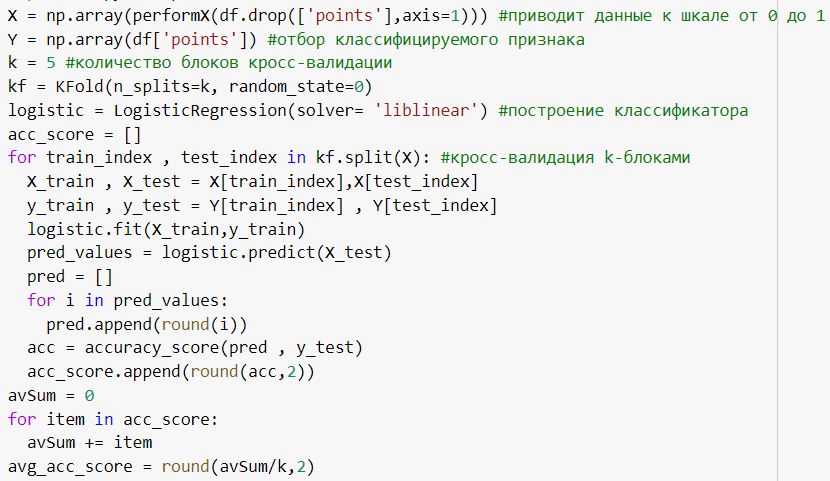 X = np.array(performX(df.drop(['points'],axis=1))) #приводит данные к шкале от 0 до 1
Y = np.array(df['points']) #отбор классифицируемого признака
k = 5 #количество блоков кросс-валидации
kf = KFold(n_splits=k, random_state=0)
logistic = LogisticRegression(solver= 'liblinear') #построение классификатора
acc_score = []
for train_index , test_index in kf.split(X): #кросс-валидация k-блоками
  X_train , X_test = X[train_index],X[test_index]
  y_train , y_test = Y[train_index] , Y[test_index]
  logistic.fit(X_train,y_train)
  pred_values = logistic.predict(X_test)
  pred = []
  for i in pred_values:
    pred.append(round(i))
  acc = accuracy_score(pred , y_test)
  acc_score.append(round(acc,2))
avSum = 0
for item in acc_score:
  avSum += item
avg_acc_score = round(avSum/k,2)